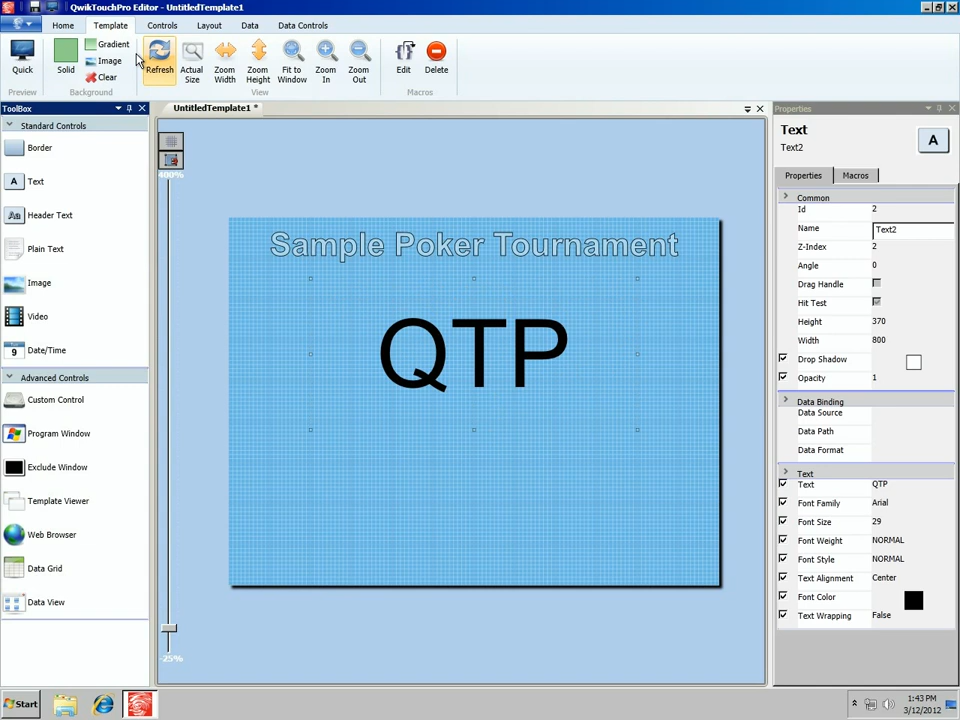 QwikTouchPro Editor - UntitledTemplate1
Home Template Controls Layout Data Data Controls
Quick
Preview
Solid
Gradient
Image
Clear
Background
Refresh
Actual Size
Zoom Width
Zoom Height
Fit to Window
Zoom In
Zoom Out
View
Edit
Delete
Macros
ToolBox
Standard Controls
Border
A Text
Aa Header Text
Plain Text
Image
Video
9 Date/Time
Advanced Controls
Custom Control
Program Window
Exclude Window
Template Viewer
Web Browser
Data Grid
Data View
UntitledTemplate1 *
400%
-25%
Sample Poker Tournament
QTP
Properties
Text
Text2
A
Properties Macros
Common
Id 2
Name Text2
Z-Index 2
Angle 0
Drag Handle
Hit Test
Height 370
Width 800
Drop Shadow
Opacity 1
Data Binding
Data Source
Data Path
Data Format
Text
Text QTP
Font Family Arial
Font Size 29
Font Weight NORMAL
Font Style NORMAL
Text Alignment Center
Font Color
Text Wrapping False
Start
1:43 PM
3/12/2012